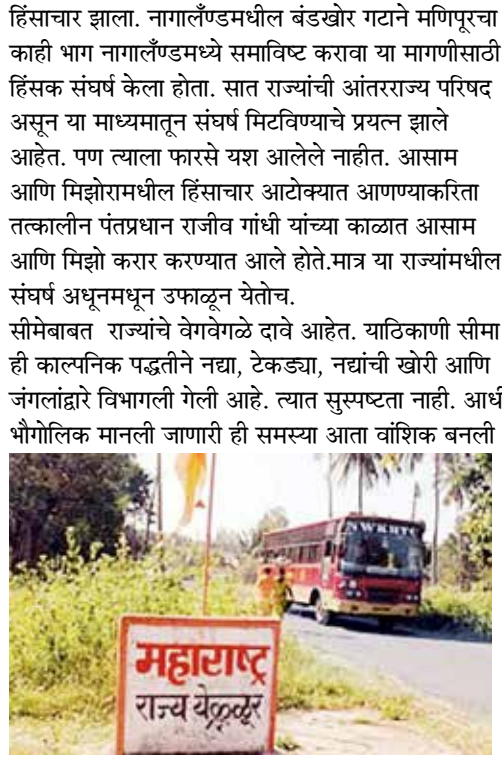 हिंसाचार झाला. नागालँण्डमधील बंडखोर गटाने मणिपूरचा
काही भाग नागालँण्डमध्ये समाविष्ट करावा या मागणीसाठी
हिंसक संघर्ष केला होता. सात राज्यांची आंतरराज्य परिषद
असून या माध्यमातून संघर्ष मिटविण्याचे प्रयत्न झाले
आहेत. पण त्याला फारसे यश आलेले नाहीत. आसाम
आणि मिझोराममधील हिंसाचार आटोक्यात आणण्याकरिता
तत्कालीन पंतप्रधान राजीव गांधी यांच्या काळात आसाम
आणि मिझो करार करण्यात आले होते.मात्र या राज्यांमधील
संघर्ष अधूनमधून उफाळून येतोच.
सीमेबाबत राज्यांचे वेगवेगळे दावे आहेत. याठिकाणी सीमा
ही काल्पनिक पद्धतीने नद्या, टेकड्या, नद्यांची खोरी आणि
जंगलांद्वारे विभागली गेली आहे. त्यात सुस्पष्टता नाही. आधी
भौगोलिक मानली जाणारी ही समस्या आता वांशिक बनली
NWKRTC
महाराष्ट्र
राज्य येळ्ळूर